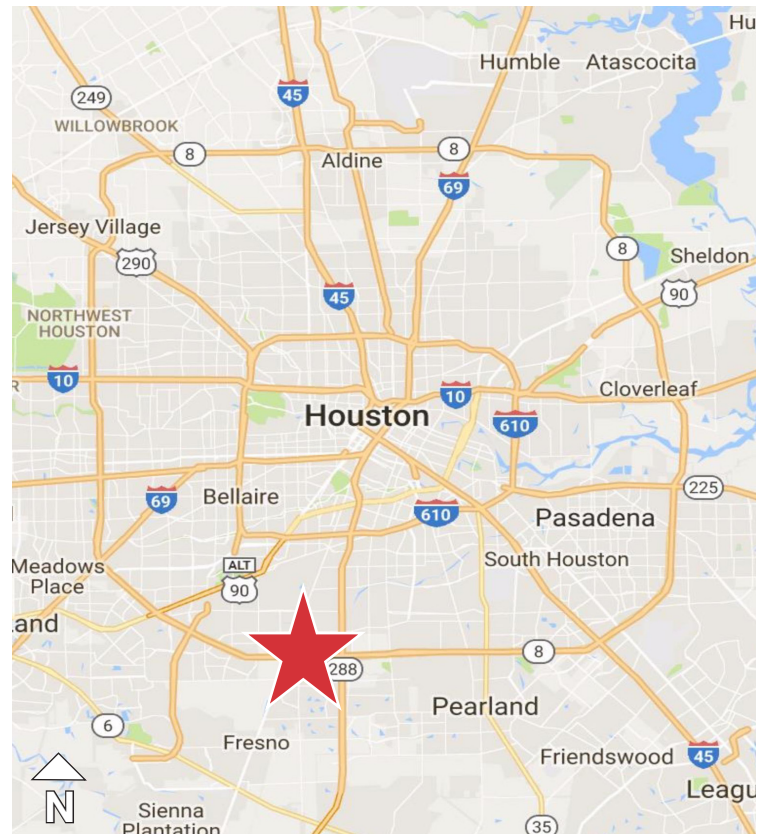 Hu
Humble
Atascocita
45
249
WILLOWBROOK
8
Aldine
8
69
Jersey Village
8
Sheldon
290
45
90
NORTHWEST
HOUSTON
10
10
Cloverleaf
Houston
610
69
Bellaire
225
610
Pasadena
South Houston
Meadows
Place
ALT
90
and
8
288
Pearland
6
Fresno
Friendswood
45
Leagu
N
Sienna
Plantation
35